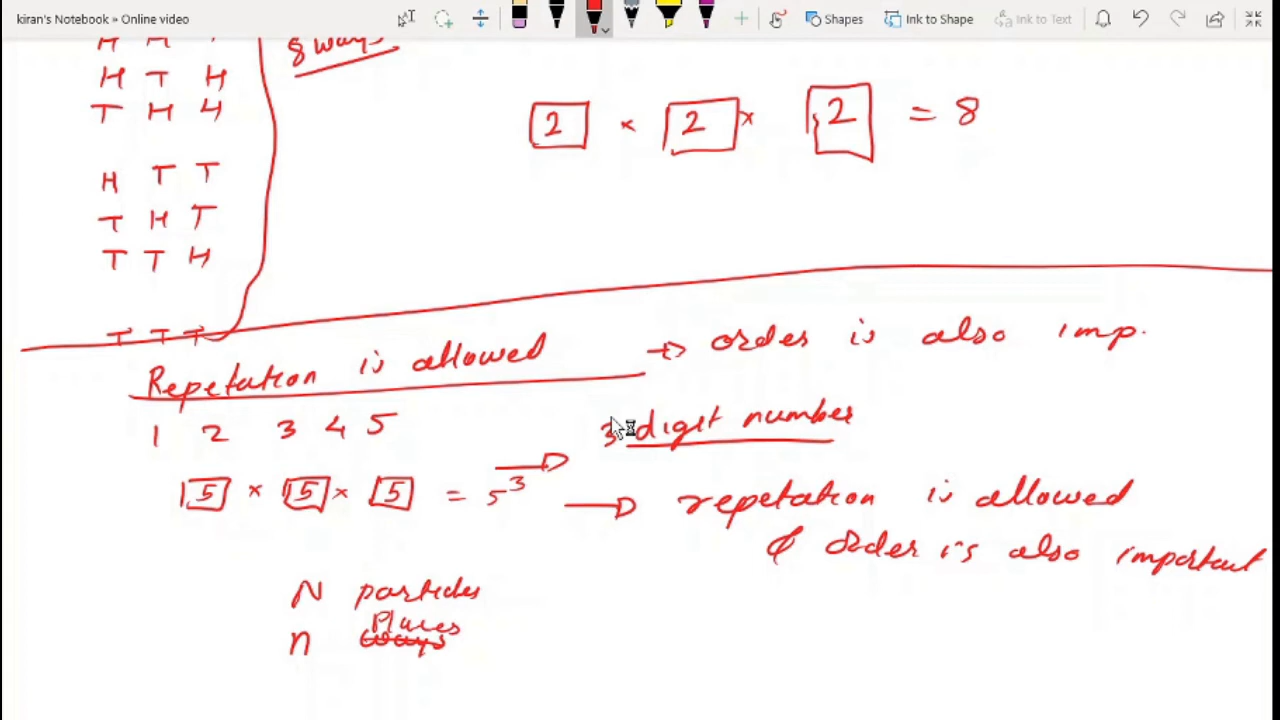 kiran's Notebook » Online video
Shapes
Ink to Shape
Ink to Text
8 ways
H T H
T H H
2 × 2 × 2 = 8
H T T
T H T
T T H
T T T
Repetation is allowed → order is also imp.
1 2 3 4 5
3 digit number
5 × 5 × 5 = 5³
→ repetation is allowed
& order is also important
N particles
Places
n ways